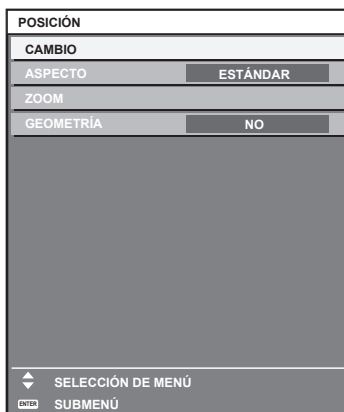 POSICIÓN
CAMBIO
ASPECTO ESTÁNDAR
ZOOM
GEOMETRÍA NO
SELECCIÓN DE MENÚ
ENTER SUBMENÚ